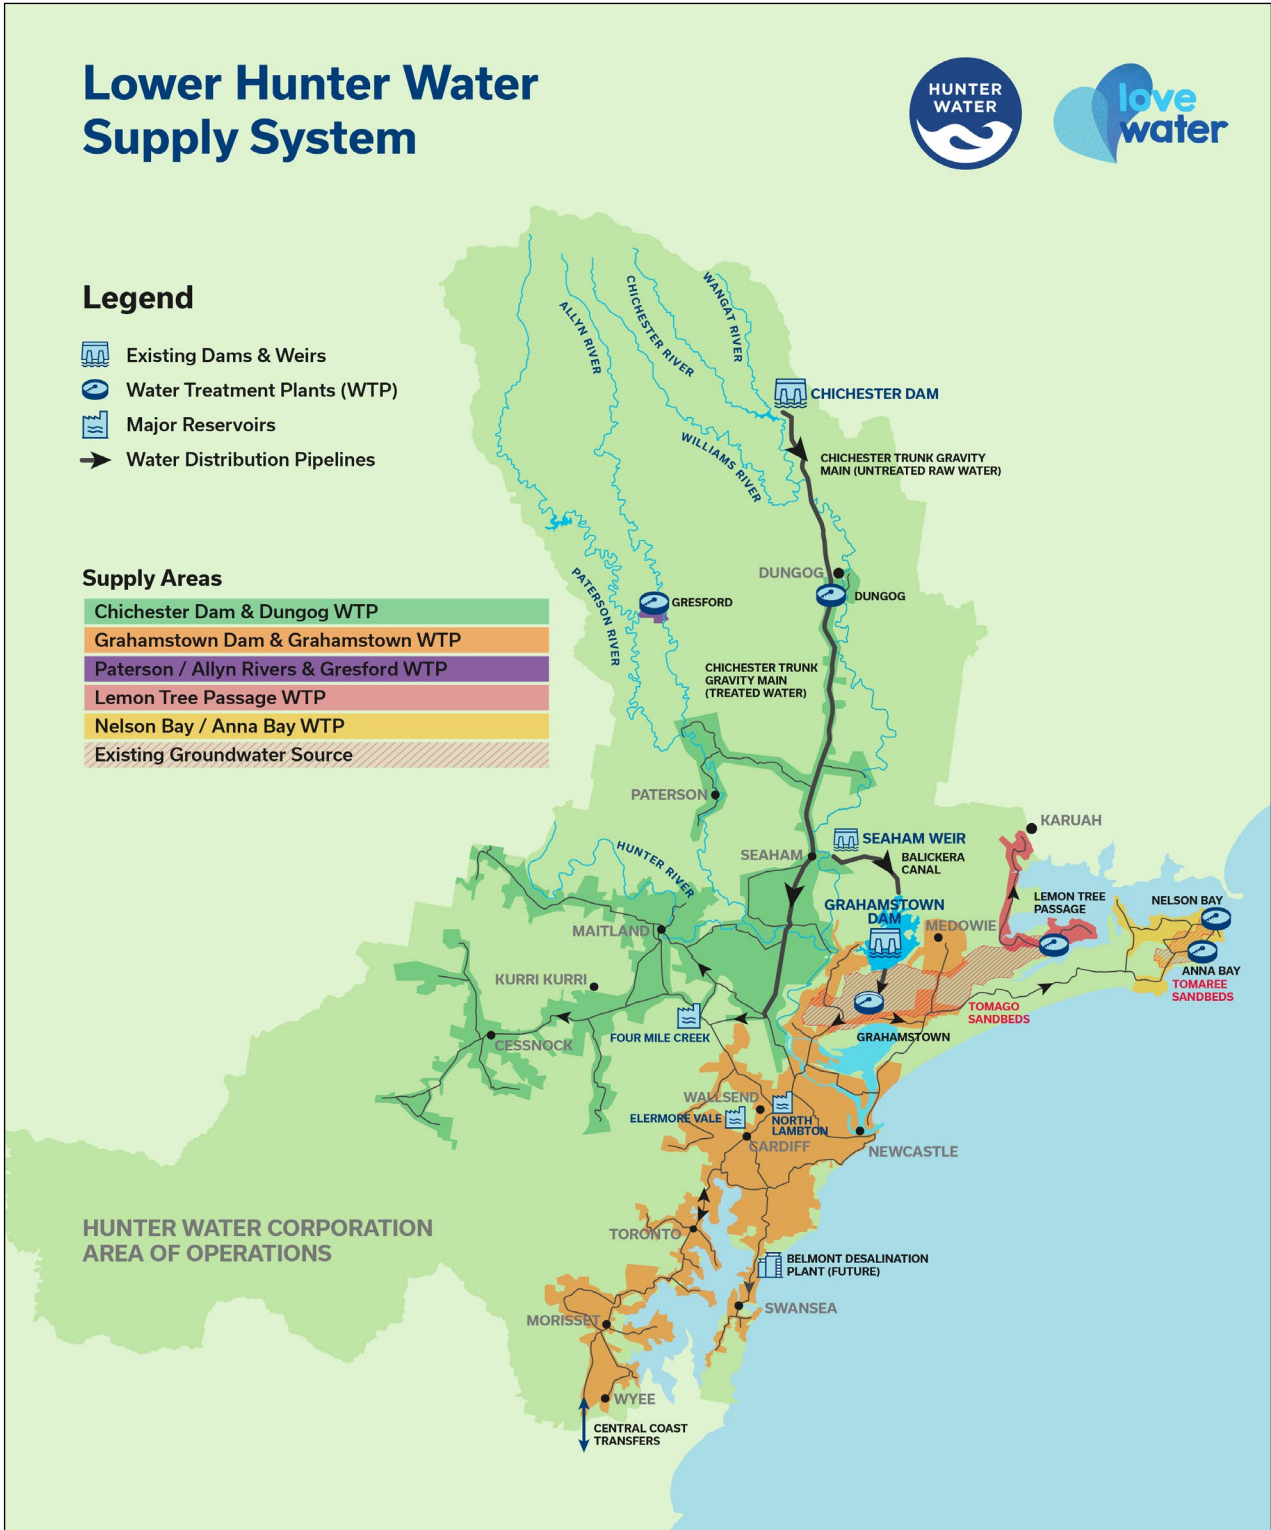 Lower Hunter Water
Supply System
HUNTER
WATER
love
water
Legend
Existing Dams & Weirs
Water Treatment Plants (WTP)
Major Reservoirs
Water Distribution Pipelines
Supply Areas
Chichester Dam & Dungog WTP
Grahamstown Dam & Grahamstown WTP
Paterson / Allyn Rivers & Gresford WTP
Lemon Tree Passage WTP
Nelson Bay / Anna Bay WTP
Existing Groundwater Source
ALLYN RIVER
CHICHESTER RIVER
WANGAT RIVER
CHICHESTER DAM
WILLIAMS RIVER
CHICHESTER TRUNK GRAVITY
MAIN (UNTREATED RAW WATER)
DUNGOG
DUNGOG
PATERSON RIVER
GRESFORD
CHICHESTER TRUNK
GRAVITY MAIN
(TREATED WATER)
PATERSON
KARUAH
SEAHAM WEIR
SEAHAM
BALICKERA
CANAL
HUNTER RIVER
GRAHAMSTOWN
DAM
LEMON TREE
PASSAGE
NELSON BAY
MEDOWIE
MAITLAND
ANNA BAY
TOMAREE
SANDBEDS
KURRI KURRI
TOMAGO
SANDBEDS
FOUR MILE CREEK
GRAHAMSTOWN
CESSNOCK
WALLSEND
ELERMORE VALE
NORTH
LAMBTON
CARDIFF
NEWCASTLE
HUNTER WATER CORPORATION
AREA OF OPERATIONS
TORONTO
BELMONT DESALINATION
PLANT (FUTURE)
SWANSEA
MORISSET
WYEE
CENTRAL COAST
TRANSFERS